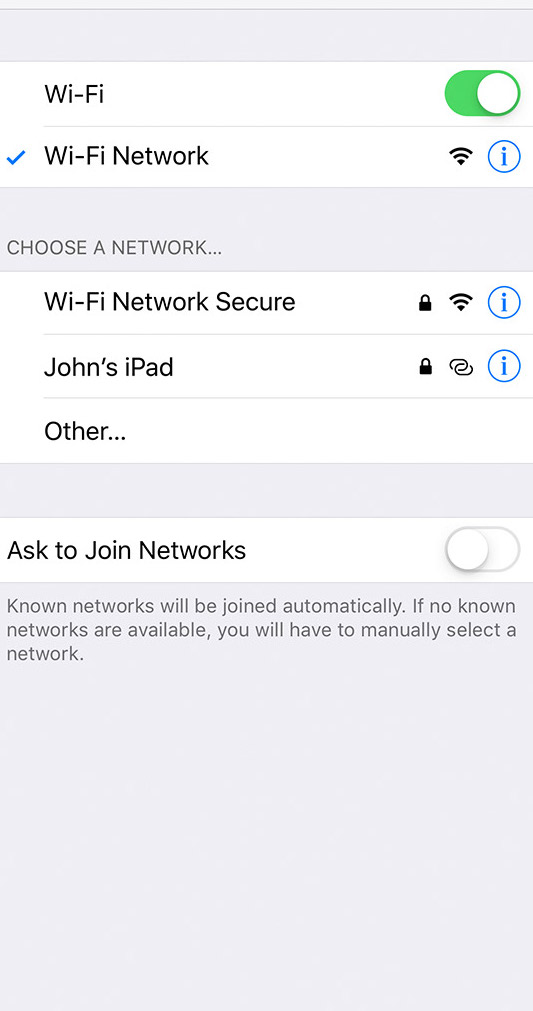 Wi-Fi
Wi-Fi Network
CHOOSE A NETWORK...
Wi-Fi Network Secure
John’s iPad
Other...
Ask to Join Networks
Known networks will be joined automatically. If no known
networks are available, you will have to manually select a
network.